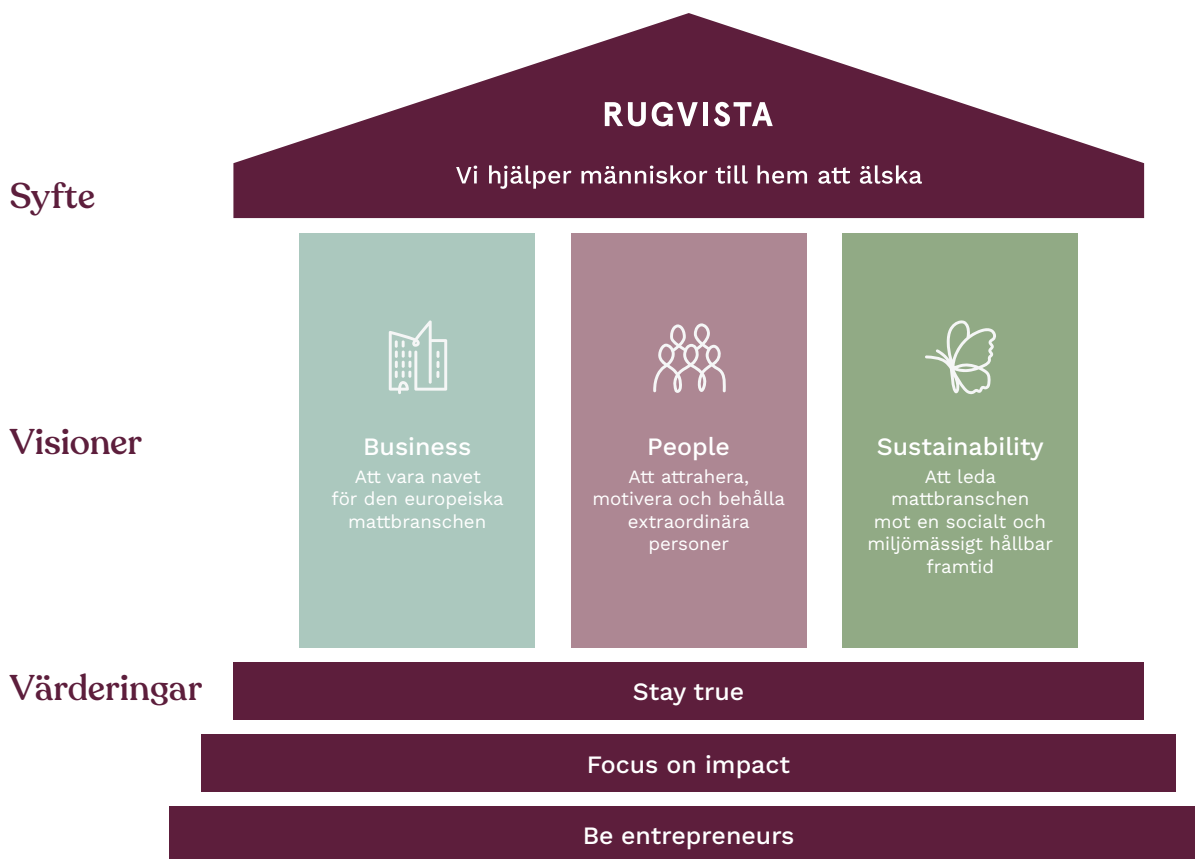 RUGVISTA
Vi hjälper människor till hem att älska
Syfte
Visioner
Business
Att vara navet
för den europeiska
mattbranschen
People
Att attrahera,
motivera och behålla
extraordinära
personer
Sustainability
Att leda
mattbranschen
mot en socialt och
miljömässigt hållbar
framtid
Värderingar
Stay true
Focus on impact
Be entrepreneurs